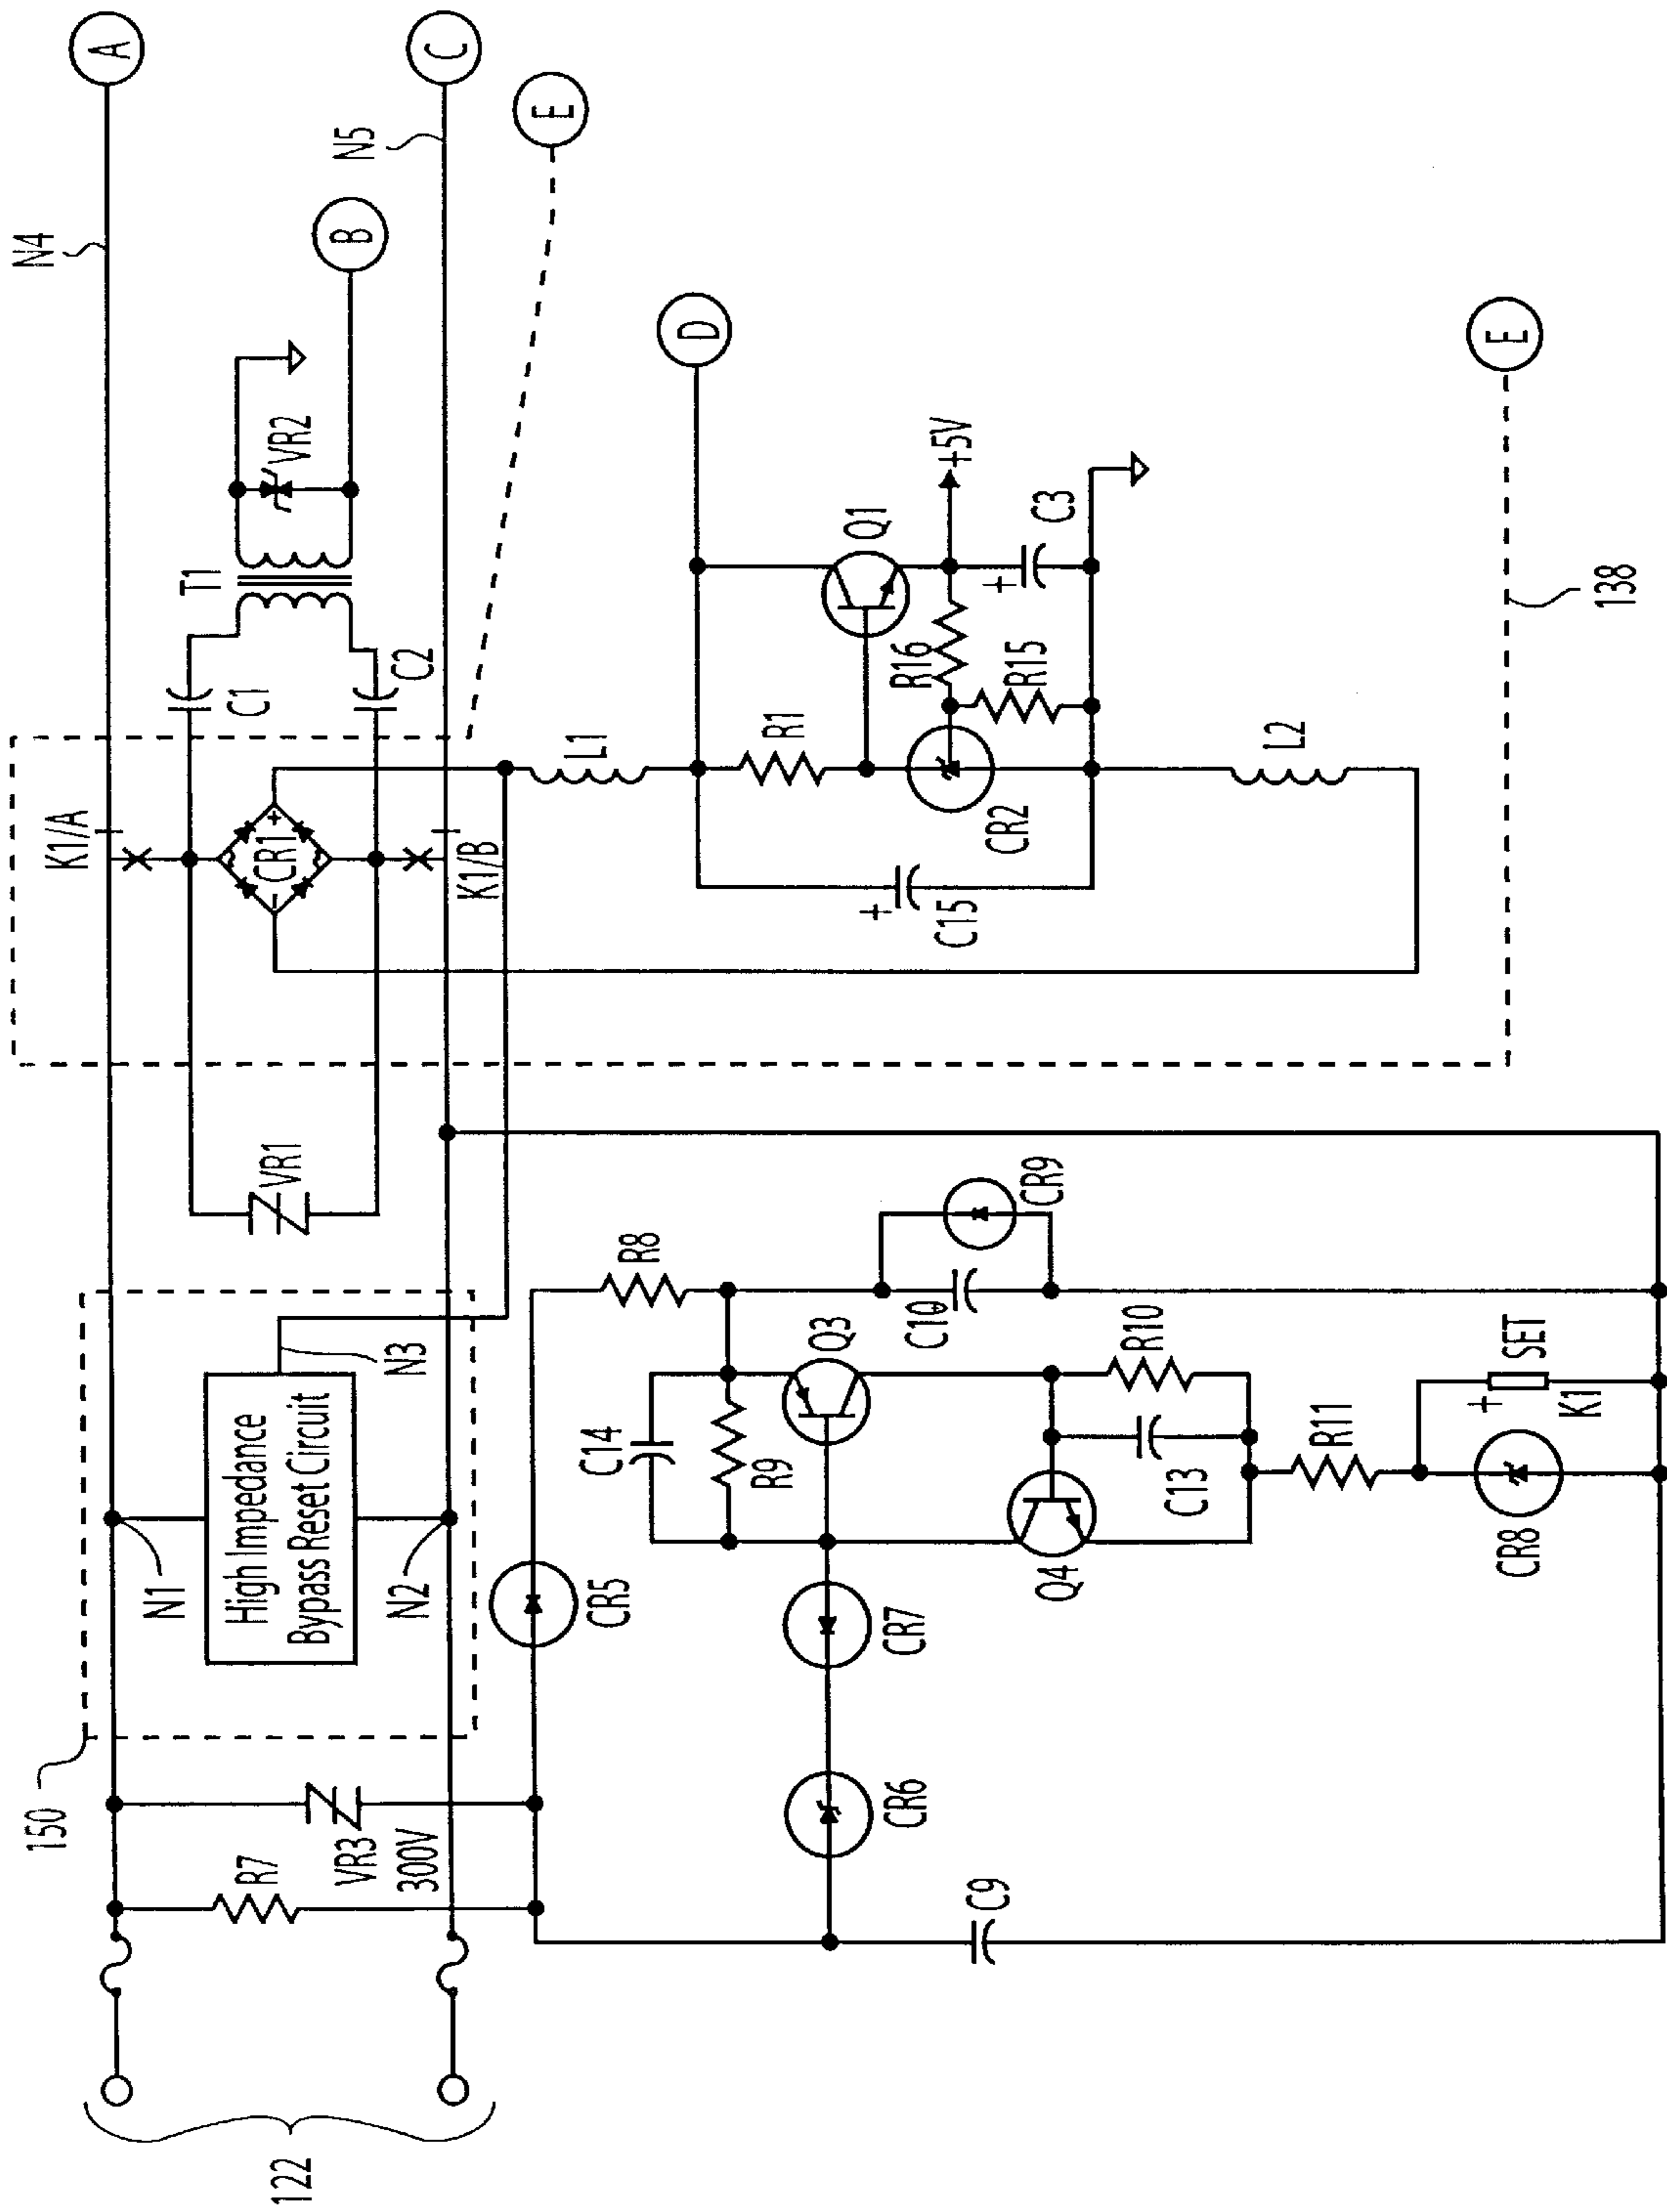 122
150
R7
VR3
300V
N1
High Impedance
Bypass Reset Circuit
N2
N3
VR1
K1/A
CR1
+
-
K1/B
C1
C2
T1
VR2
N4
N5
A
B
C
E
CR5
R8
C14
R9
Q3
C10
CR9
CR6
CR7
Q4
C13
R10
R11
C9
CR8
+
K1
SET
L1
D
R1
Q1
R16
+5V
+
C15
CR2
R15
+
C3
L2
E
138